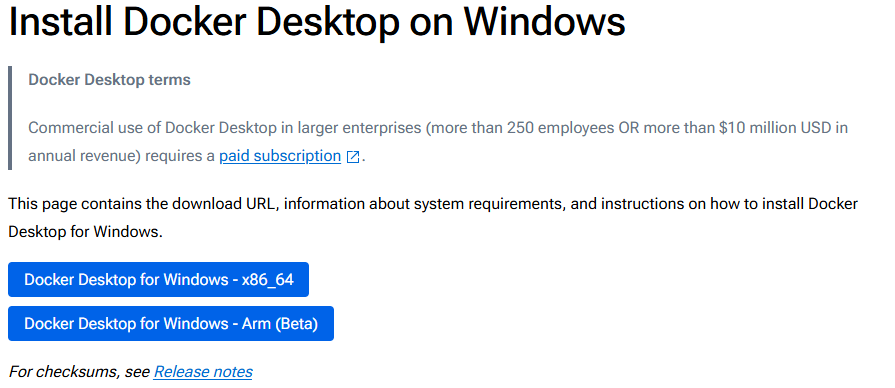 Install Docker Desktop on Windows
Docker Desktop terms
Commercial use of Docker Desktop in larger enterprises (more than 250 employees OR more than $10 million USD in
annual revenue) requires a paid subscription.
This page contains the download URL, information about system requirements, and instructions on how to install Docker
Desktop for Windows.
Docker Desktop for Windows - x86_64
Docker Desktop for Windows - Arm (Beta)
For checksums, see Release notes